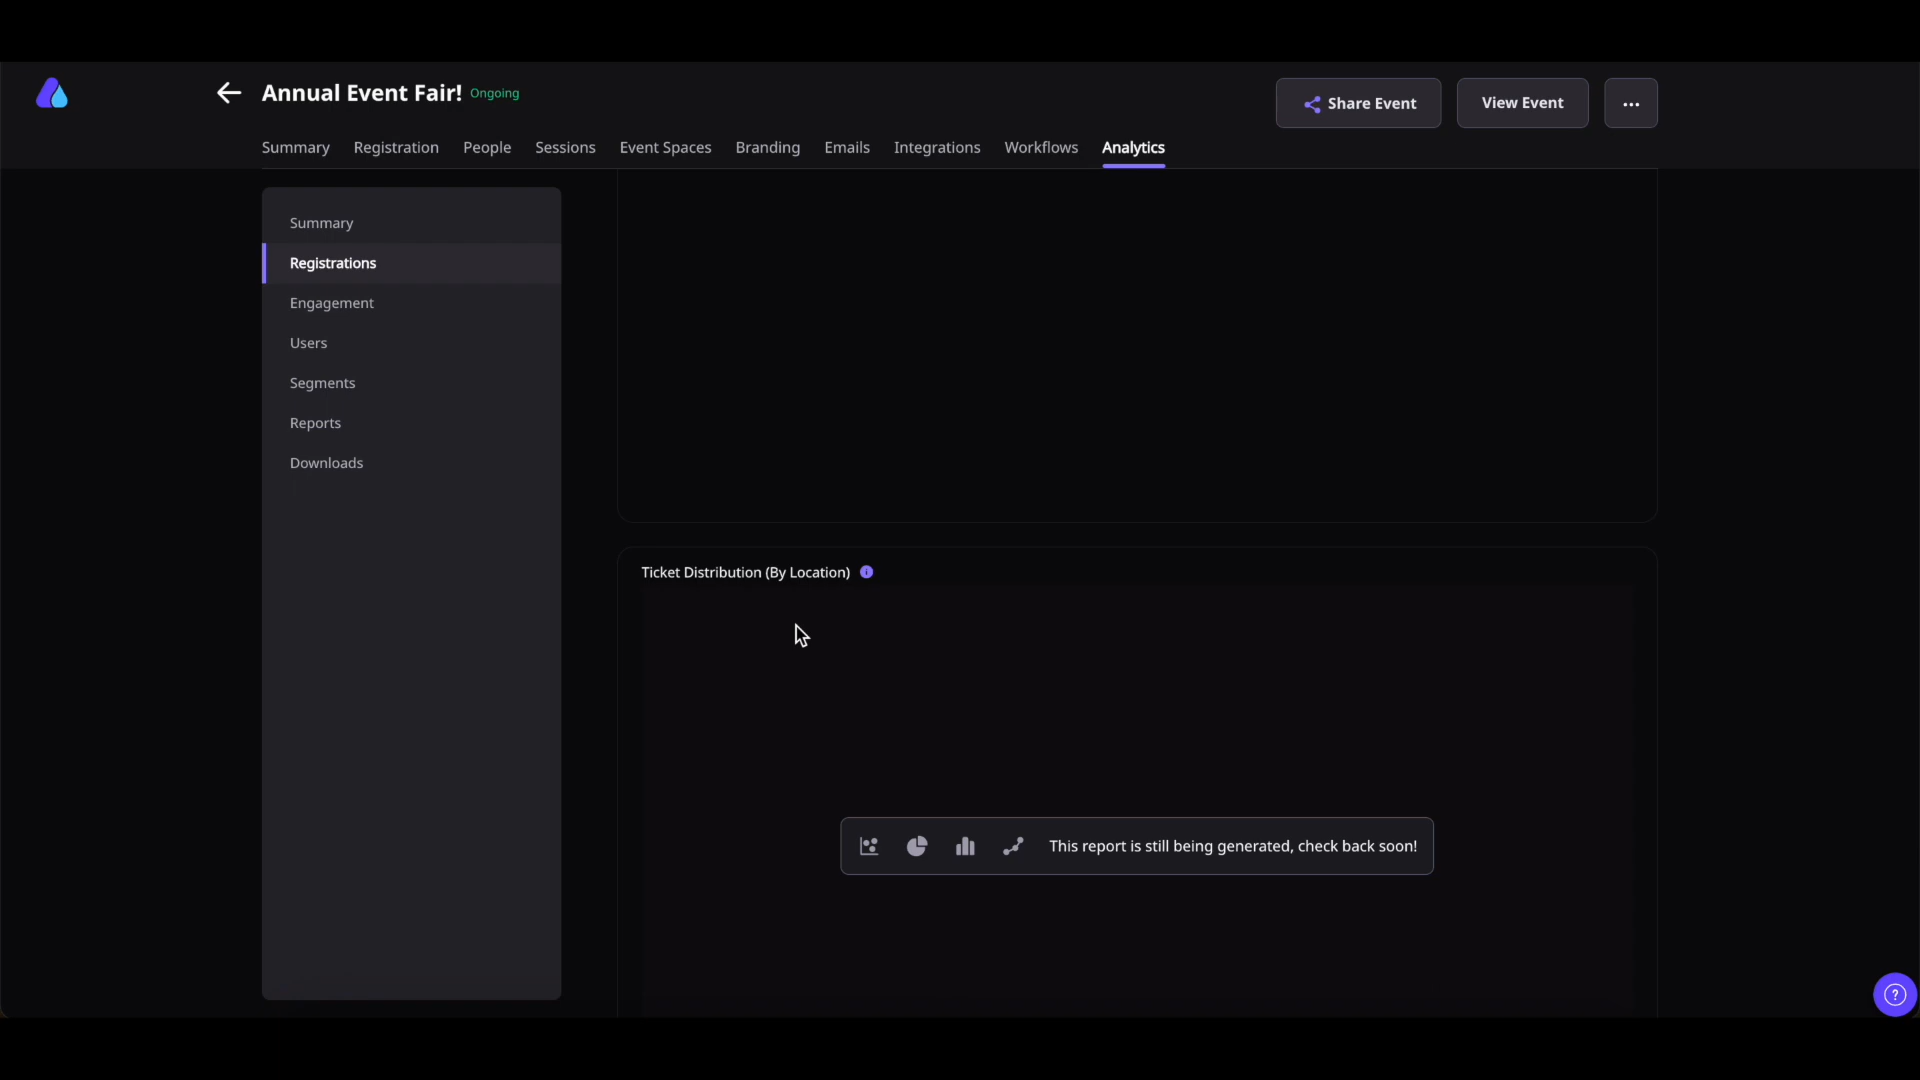 Annual Event Fair! Ongoing
Share Event
View Event
Summary Registration People Sessions Event Spaces Branding Emails Integrations Workflows Analytics
Summary
Registrations
Engagement
Users
Segments
Reports
Downloads
Ticket Distribution (By Location)
This report is still being generated, check back soon!